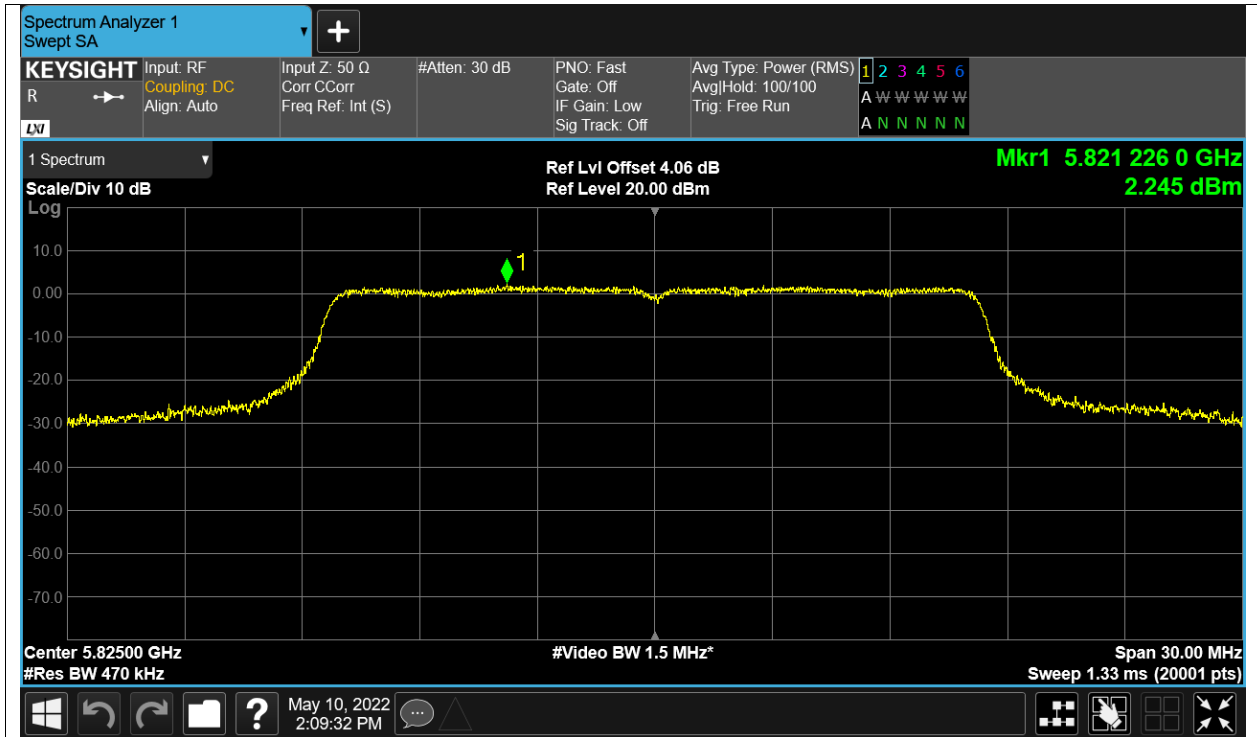 Spectrum Analyzer 1
Swept SA
+
KEYSIGHT
R
LXI
Input: RF
Coupling: DC
Align: Auto
Input Z: 50 Ω
Corr CCorr
Freq Ref: Int (S)
#Atten: 30 dB
PNO: Fast
Gate: Off
IF Gain: Low
Sig Track: Off
Avg Type: Power (RMS)
Avg|Hold: 100/100
Trig: Free Run
1 2 3 4 5 6
A W W W W W
A N N N N N
1 Spectrum
Scale/Div 10 dB
Log
Ref Lvl Offset 4.06 dB
Ref Level 20.00 dBm
Mkr1 5.821 226 0 GHz
2.245 dBm
10.0
1
0.00
-10.0
-20.0
-30.0
-40.0
-50.0
-60.0
-70.0
Center 5.82500 GHz
#Res BW 470 kHz
#Video BW 1.5 MHz*
Span 30.00 MHz
Sweep 1.33 ms (20001 pts)
?
May 10, 2022
2:09:32 PM